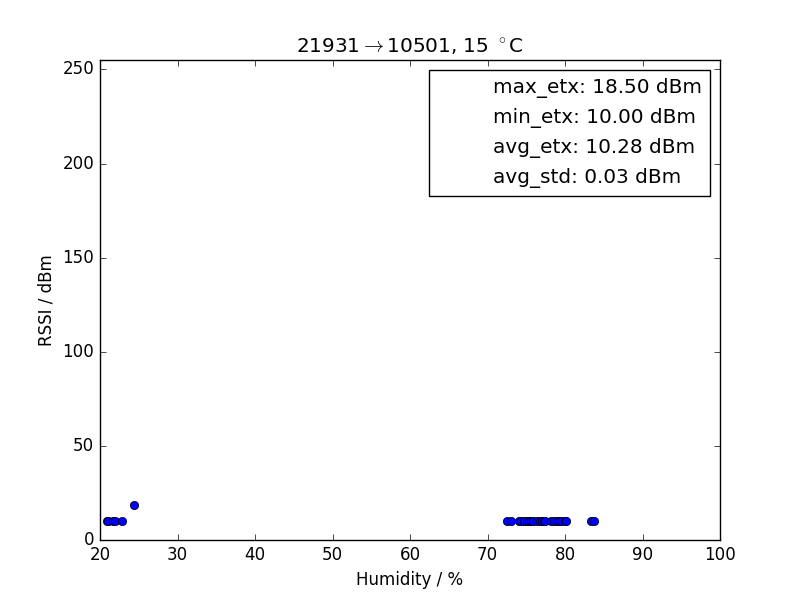 21931→10501, 15 °C
250
200
150
100
50
0
RSSI / dBm
max_etx: 18.50 dBm
min_etx: 10.00 dBm
avg_etx: 10.28 dBm
avg_std: 0.03 dBm
20 30 40 50 60 70 80 90 100
Humidity / %